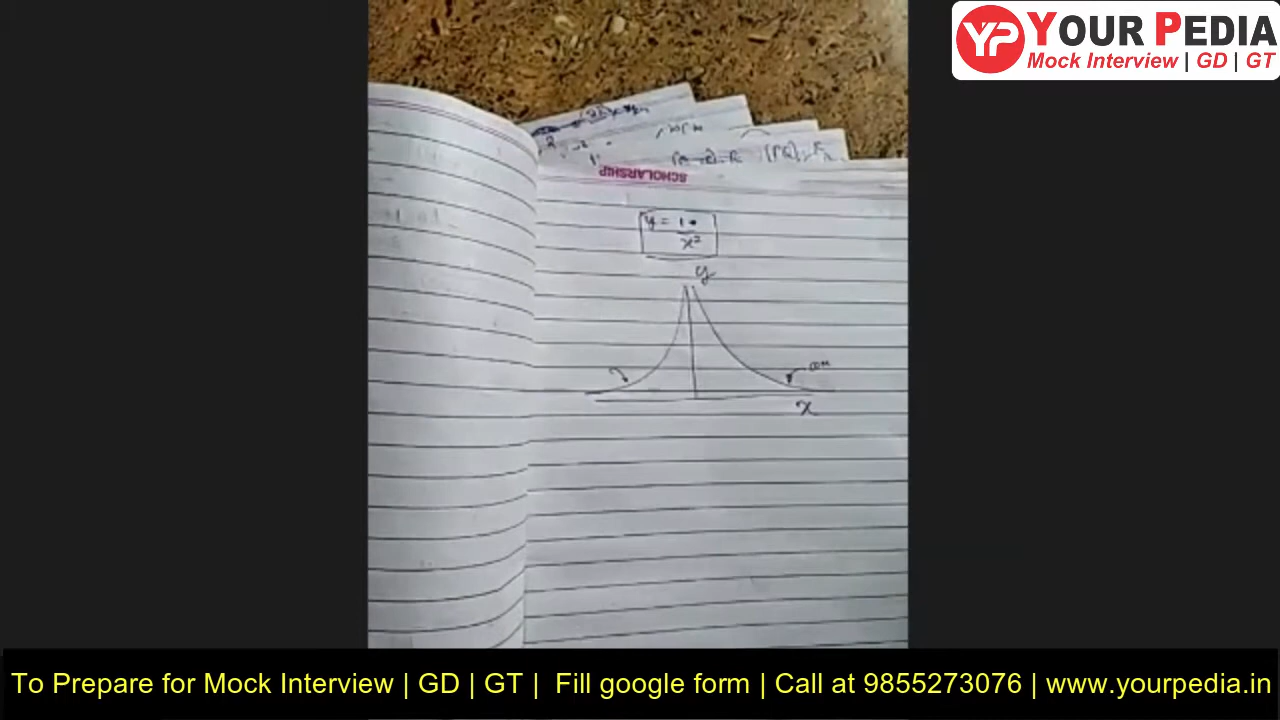 YP YOUR PEDIA
Mock Interview | GD | GT
SCHOLARSHIP
y = 1
x²
y
x
To Prepare for Mock Interview | GD | GT | Fill google form | Call at 9855273076 | www.yourpedia.in